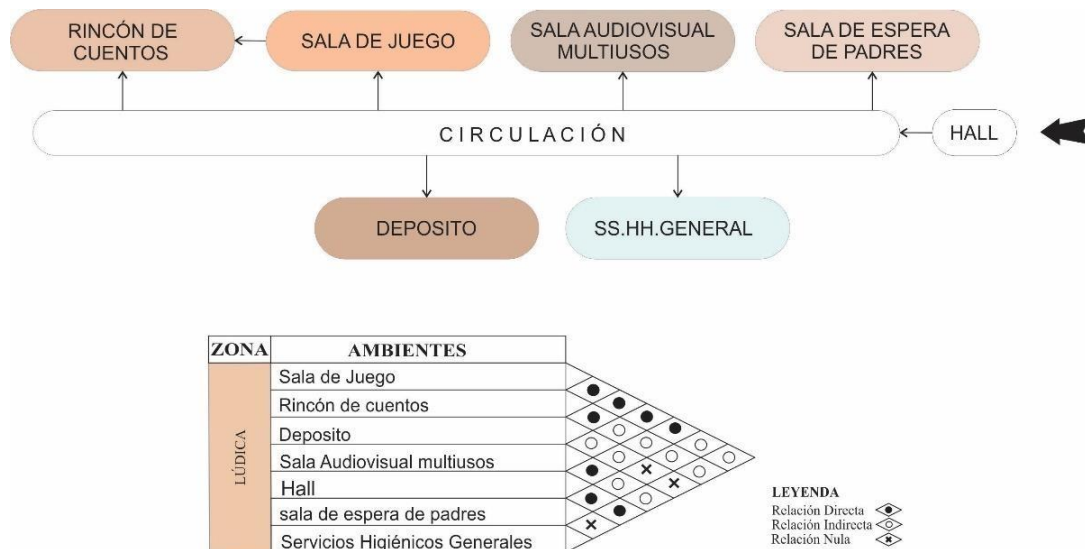 RINCÓN DE
CUENTOS
SALA DE JUEGO
SALA AUDIOVISUAL
MULTIUSOS
SALA DE ESPERA
DE PADRES
CIRCULACIÓN
HALL
DEPOSITO
SS.HH.GENERAL
ZONA
AMBIENTES
LÚDICA
Sala de Juego
Rincón de cuentos
Deposito
Sala Audiovisual multiusos
Hall
sala de espera de padres
Servicios Higiénicos Generales
LEYENDA
Relación Directa
Relación Indirecta
Relación Nula